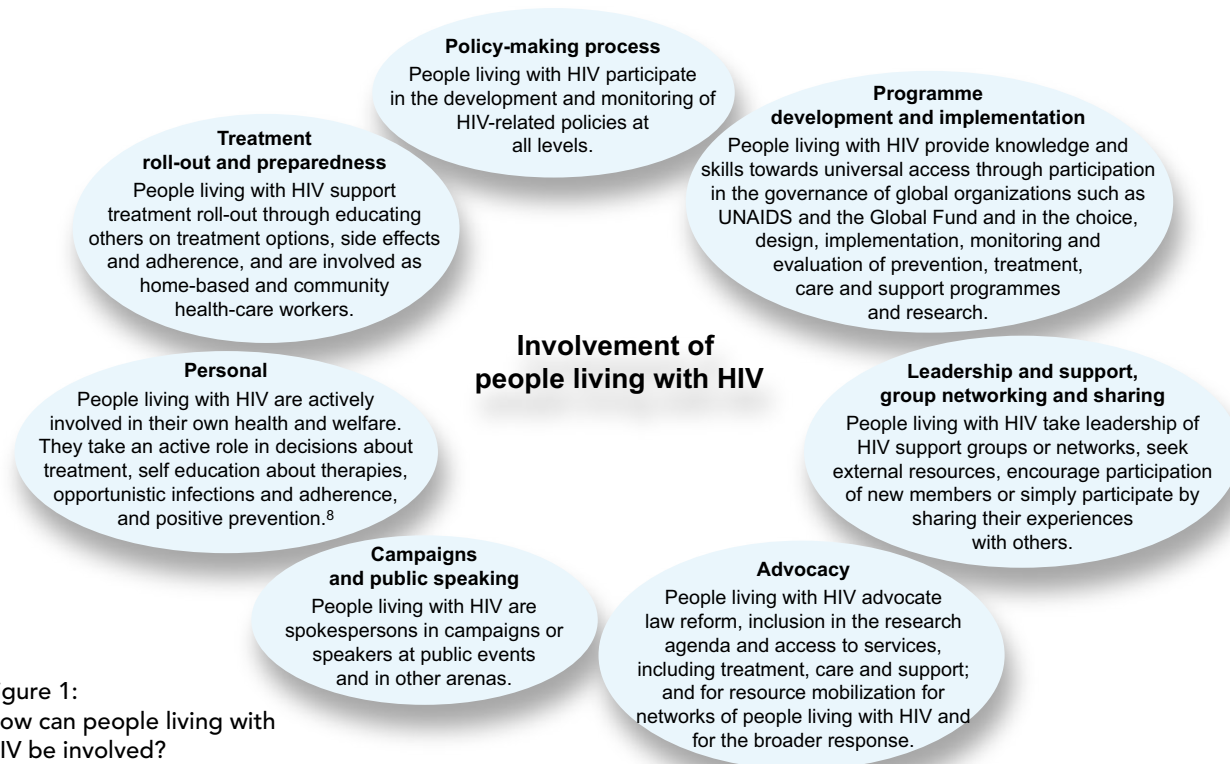 Policy-making process
People living with HIV participate
in the development and monitoring of
HIV-related policies at
all levels.
Programme
development and implementation
People living with HIV provide knowledge and
skills towards universal access through participation
in the governance of global organizations such as
UNAIDS and the Global Fund and in the choice,
design, implementation, monitoring and
evaluation of prevention, treatment,
care and support programmes
and research.
Treatment
roll-out and preparedness
People living with HIV support
treatment roll-out through educating
others on treatment options, side effects
and adherence, and are involved as
home-based and community
health-care workers.
Involvement of
people living with HIV
Personal
People living with HIV are actively
involved in their own health and welfare.
They take an active role in decisions about
treatment, self education about therapies,
opportunistic infections and adherence,
and positive prevention.8
Leadership and support,
group networking and sharing
People living with HIV take leadership of
HIV support groups or networks, seek
external resources, encourage participation
of new members or simply participate by
sharing their experiences
with others.
Campaigns
and public speaking
People living with HIV are
spokespersons in campaigns or
speakers at public events
and in other arenas.
Advocacy
People living with HIV advocate
law reform, inclusion in the research
agenda and access to services,
including treatment, care and support;
and for resource mobilization for
networks of people living with HIV and
for the broader response.
igure 1:
ow can people living with
IV be involved?